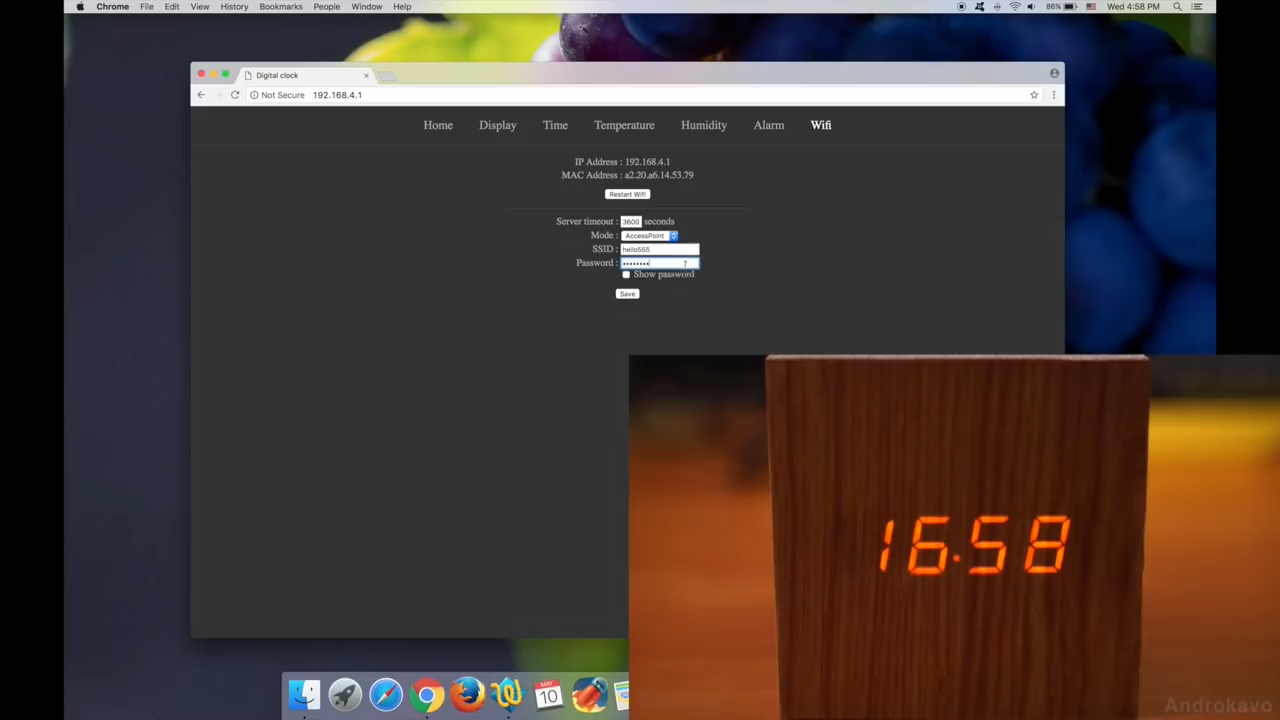 Chrome File Edit View History Bookmarks People Window Help 86% Wed 4:58 PM
Digital clock
Not Secure 192.168.4.1
Home Display Time Temperature Humidity Alarm Wifi
IP Address : 192.168.4.1
MAC Address : a2.20.a6.14.53.79
Restart Wifi
Server timeout : 3600 seconds
Mode : AccessPoint
SSID : hello555
Password : ••••••••
Show password
Save
16.58
MAY
10
Androkavo